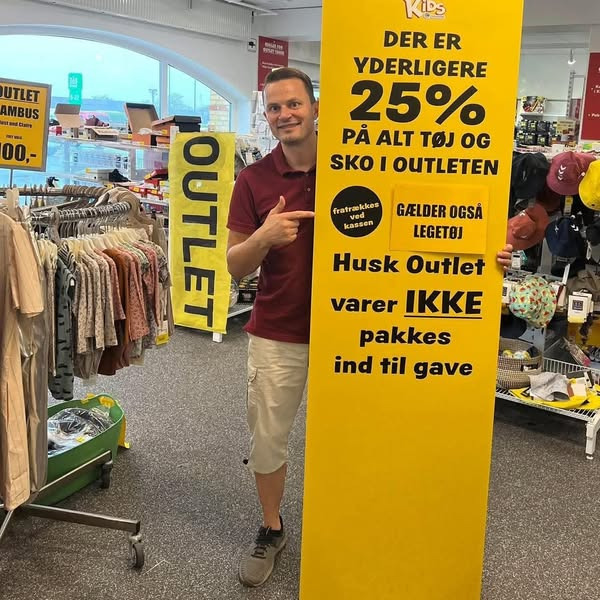 Kids
DER ER
YDERLIGERE
25%
PÅ ALT TØJ OG
SKO I OUTLETEN
fratrækkes
ved
kassen
GÆLDER OGSÅ
LEGETØJ
Husk Outlet
varer IKKE
pakkes
ind til gave
OUTLET
OUTLET
AMBUS
100,-